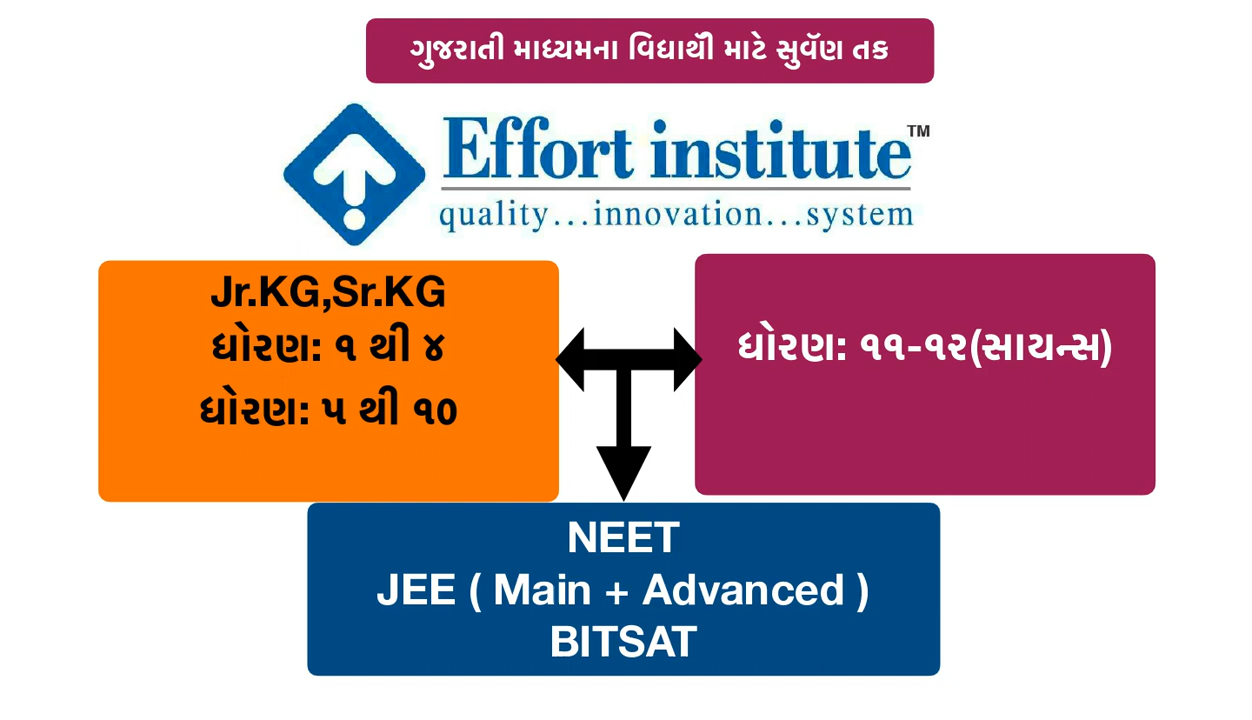 ગુજરાતી માધ્યમના વિદ્યાર્થી માટે સુવૅણ તક
Effort institute™
quality...innovation...system
Jr.KG,Sr.KG
ધોરણ: ૧ થી ૪
ધોરણ: ૫ થી ૧૦
ધોરણ: ૧૧-૧૨(સાયન્સ)
NEET
JEE ( Main + Advanced )
BITSAT